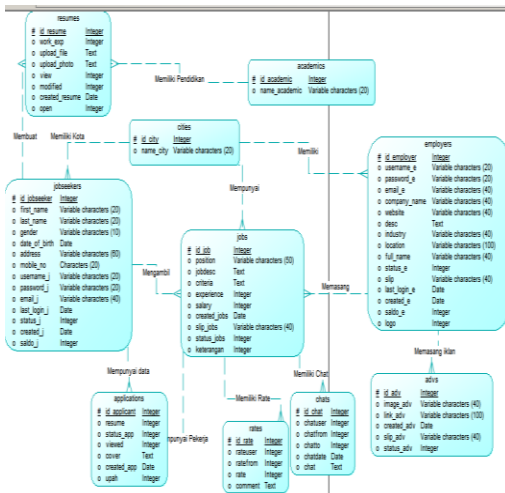 resumes
# id_resume Integer
o work_exp Integer
o upload_file Text
o upload_photo Text
o view Integer
o modified Integer
o created_resume Date
o open Integer
Memiliki Pendidikan
academics
# id_academic Integer
o name_academic Variable characters (20)
Membuat
Memiliki Kota
cities
# id_city Integer
o name_city Variable characters (20)
Memiliki
Mempunyai
employers
# id_employer Integer
o username_e Variable characters (20)
o password_e Variable characters (20)
o email_e Variable characters (40)
o company_name Variable characters (40)
o website Variable characters (40)
o desc Text
o industry Variable characters (40)
o location Variable characters (100)
o full_name Variable characters (40)
o status_e Integer
o slip Variable characters (40)
o last_login_e Date
o created_e Date
o saldo_e Integer
o logo Integer
jobseekers
# id_jobseeker Integer
o first_name Variable characters (20)
o last_name Variable characters (20)
o gender Variable characters (10)
o date_of_birth Date
o address Variable characters (60)
o mobile_no Characters (20)
o username_j Variable characters (20)
o password_j Variable characters (20)
o email_j Variable characters (40)
o last_login_j Date
o status_j Integer
o created_j Date
o saldo_j Integer
Mengambil
jobs
# id_job Integer
o position Variable characters (50)
o jobdesc Text
o criteria Text
o experience Integer
o salary Integer
o created_jobs Date
o slip_jobs Variable characters (40)
o status_jobs Integer
o keterangan Integer
Memasang
Memasang iklan
Mempunyai data
Memiliki Chat
Memiliki Rate
punyai Pekerja
applications
# id_applicant Integer
o resume Integer
o status_app Integer
o viewed Integer
o cover Text
o created_app Date
o upah Integer
rates
# id_rate Integer
o rateuser Integer
o ratefrom Integer
o rate Integer
o comment Text
chats
# id_chat Integer
o chatuser Integer
o chatfrom Integer
o chatto Integer
o chatdate Date
o chat Text
advs
# id_adv Integer
o image_adv Variable characters (40)
o link_adv Variable characters (100)
o created_adv Date
o slip_adv Variable characters (40)
o status_adv Integer